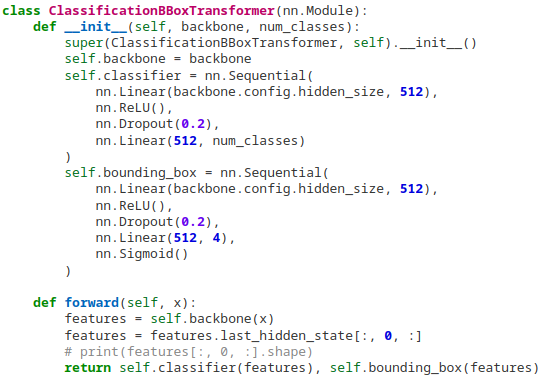 class ClassificationBBoxTransformer(nn.Module):
    def __init__(self, backbone, num_classes):
        super(ClassificationBBoxTransformer, self).__init__()
        self.backbone = backbone
        self.classifier = nn.Sequential(
            nn.Linear(backbone.config.hidden_size, 512),
            nn.ReLU(),
            nn.Dropout(0.2),
            nn.Linear(512, num_classes)
        )
        self.bounding_box = nn.Sequential(
            nn.Linear(backbone.config.hidden_size, 512),
            nn.ReLU(),
            nn.Dropout(0.2),
            nn.Linear(512, 4),
            nn.Sigmoid()
        )

    def forward(self, x):
        features = self.backbone(x)
        features = features.last_hidden_state[:, 0, :]
        # print(features[:, 0, :].shape)
        return self.classifier(features), self.bounding_box(features)